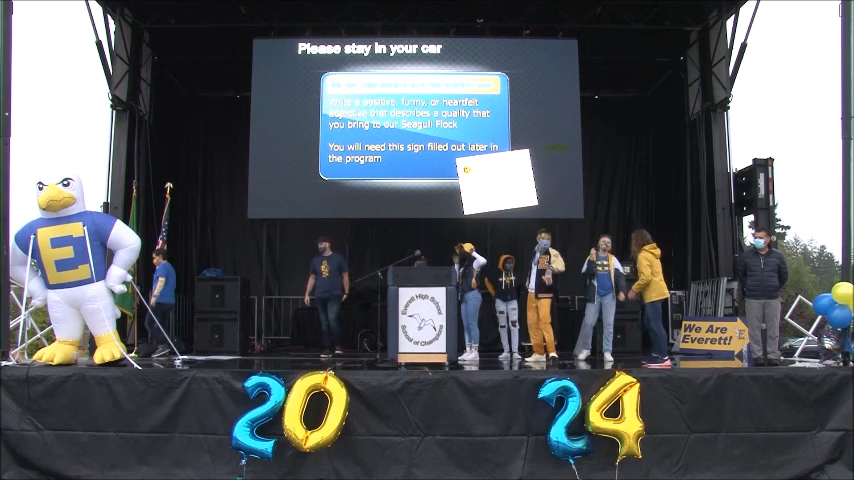 Please stay in your car
Write a positive, funny, or heartfelt
adjective that describes a quality that
you bring to our Seagull Flock
You will need this sign filled out later in
the program
E
Everett High School
School of Champions
We Are
Everett!
20 24